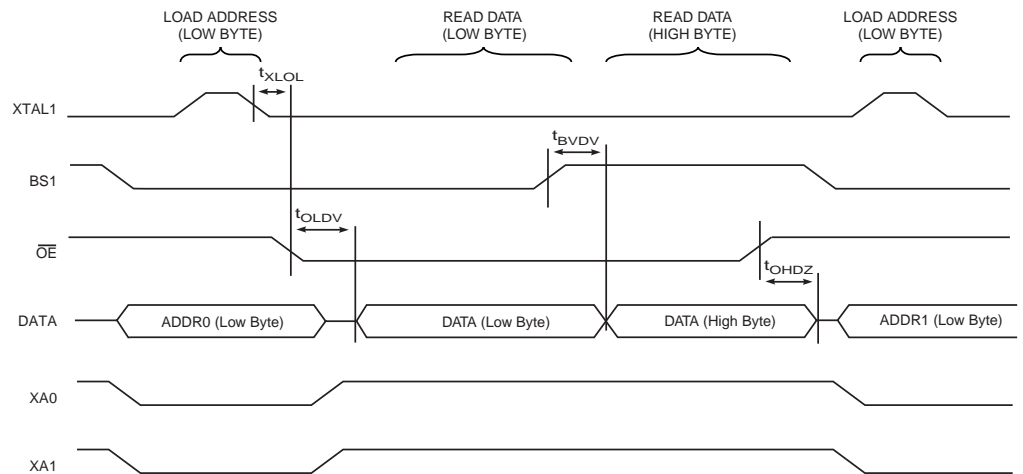 LOAD ADDRESS
(LOW BYTE)
READ DATA
(LOW BYTE)
READ DATA
(HIGH BYTE)
LOAD ADDRESS
(LOW BYTE)
tXLOL
XTAL1
tBVDV
BS1
tOLDV
OE
tOHDZ
DATA
ADDR0 (Low Byte)
DATA (Low Byte)
DATA (High Byte)
ADDR1 (Low Byte)
XA0
XA1